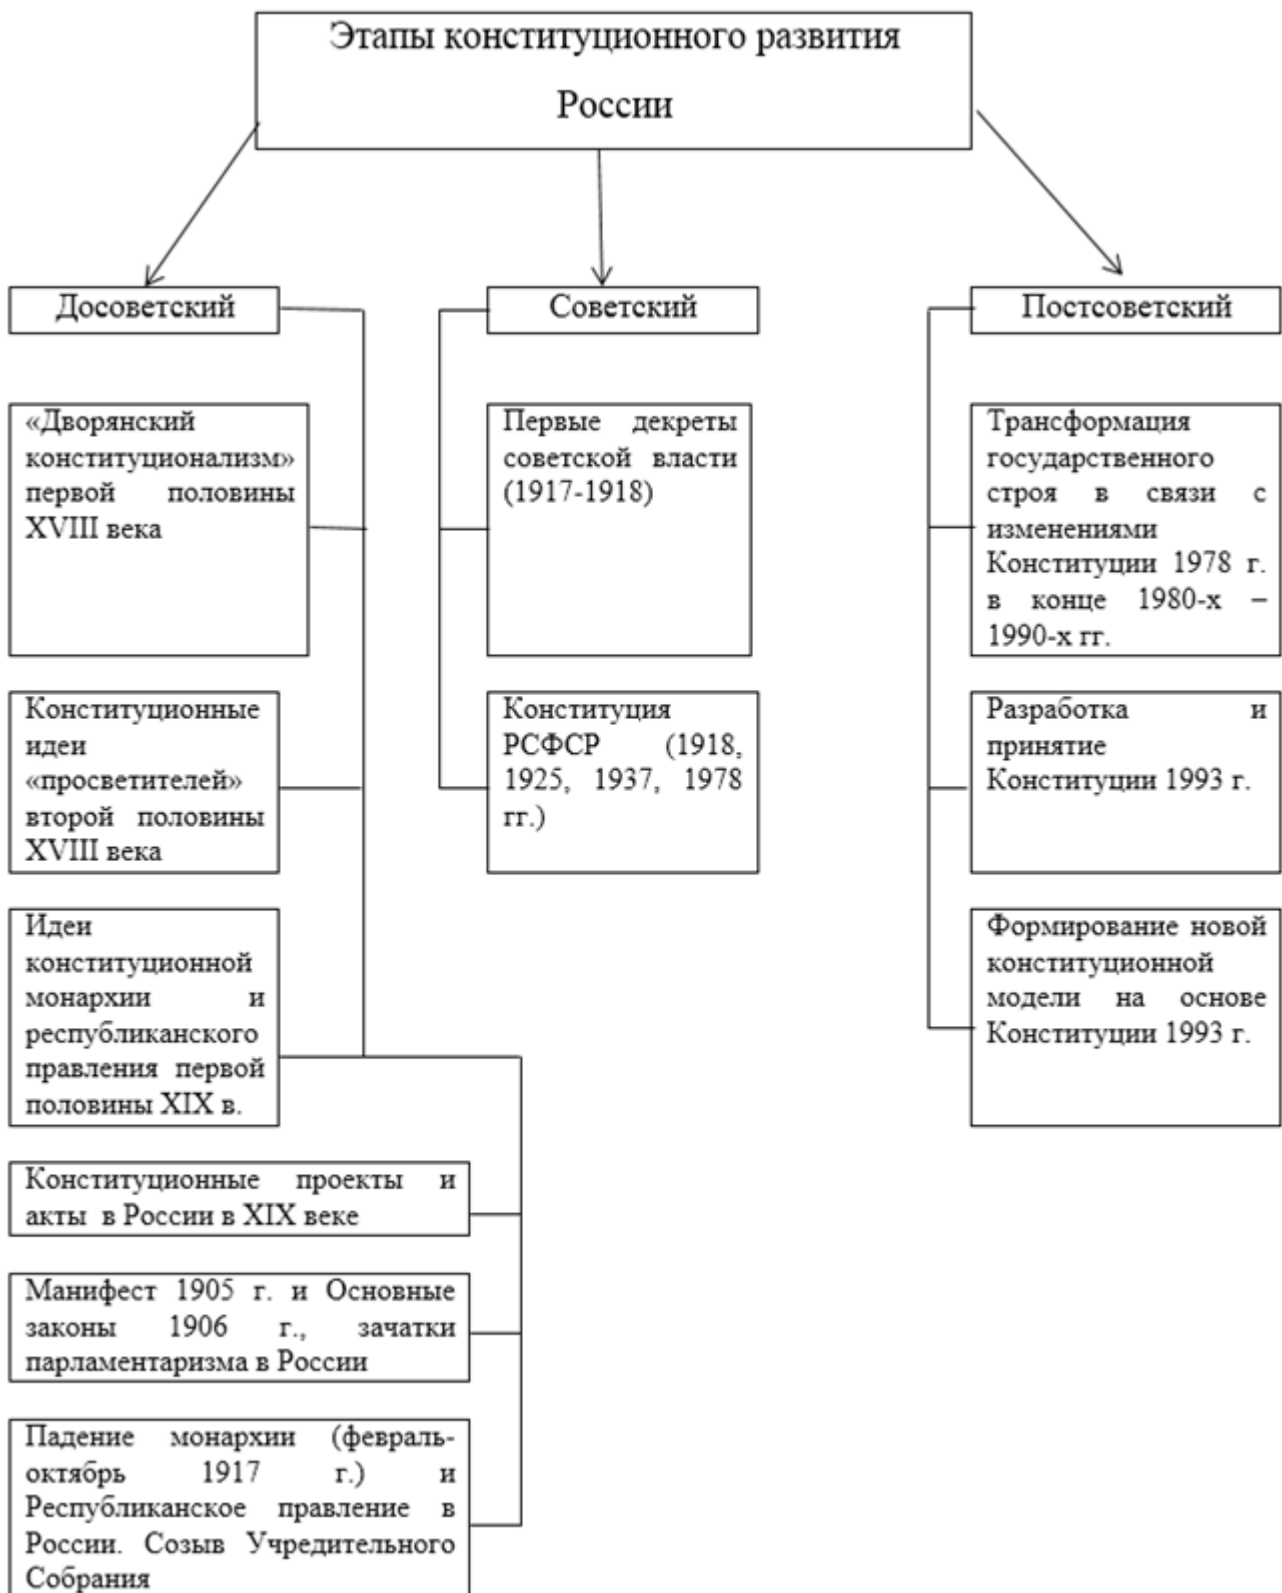 Этапы конституционного развития
России
Досоветский
Советский
Постсоветский
«Дворянский
конституционализм»
первой половины
XVIII века
Первые декреты
советской власти
(1917-1918)
Трансформация
государственного
строя в связи с
изменениями
Конституции 1978 г.
в конце 1980-х –
1990-х гг.
Конституционные
идеи
«просветителей»
второй половины
XVIII века
Конституция
РСФСР (1918,
1925, 1937, 1978
гг.)
Разработка и
принятие
Конституции 1993 г.
Идеи
конституционной
монархии и
республиканского
правления первой
половины XIX в.
Формирование новой
конституционной
модели на основе
Конституции 1993 г.
Конституционные проекты и
акты в России в XIX веке
Манифест 1905 г. и Основные
законы 1906 г., зачатки
парламентаризма в России
Падение монархии (февраль-
октябрь 1917 г.) и
Республиканское правление в
России. Созыв Учредительного
Собрания